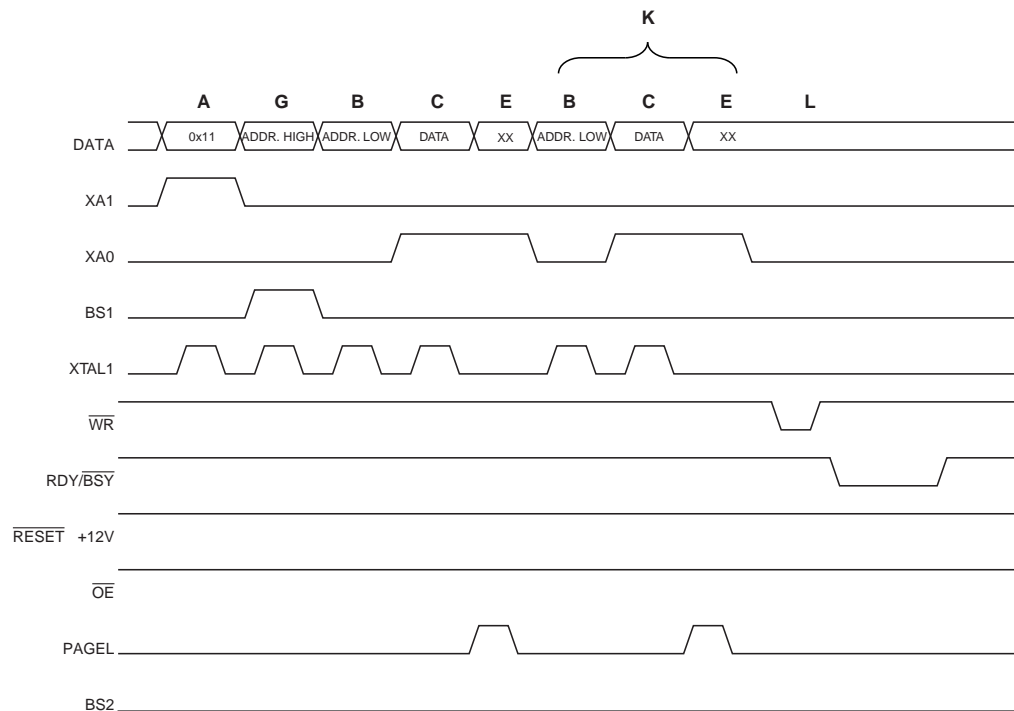 K
A G B C E B C E L
DATA 0x11 ADDR. HIGH ADDR. LOW DATA XX ADDR. LOW DATA XX
XA1
XA0
BS1
XTAL1
WR
RDY/BSY
RESET +12V
OE
PAGEL
BS2